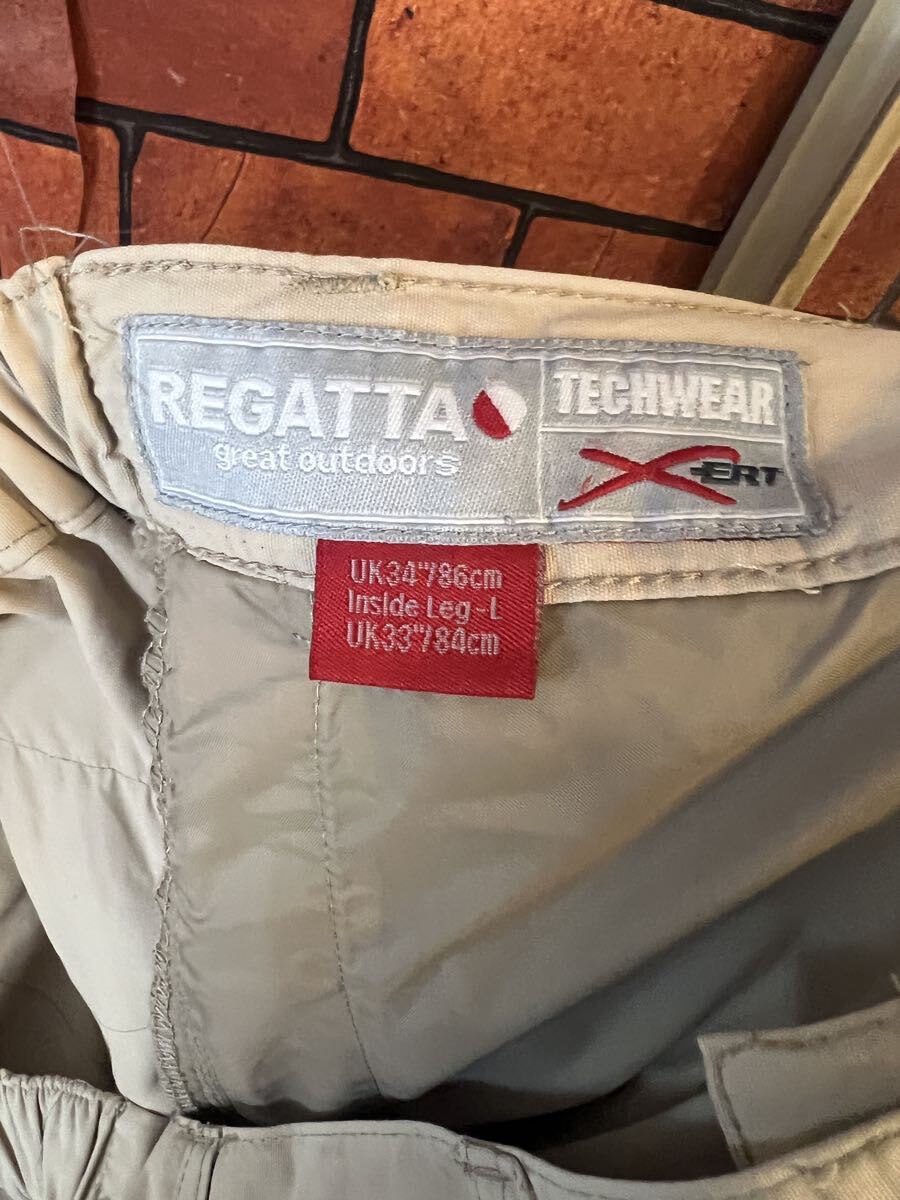 REGATTA
great outdoors
TECHWEAR
X-ERT
UK34"/86cm
Inside Leg-L
UK33"/84cm